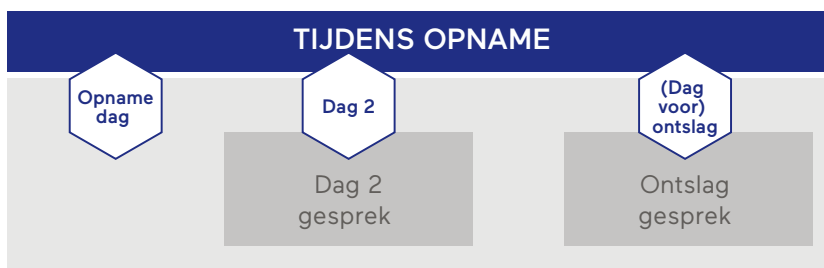 TIJDENS OPNAME
Opname
dag
Dag 2
(Dag
voor)
ontslag
Dag 2
gesprek
Ontslag
gesprek